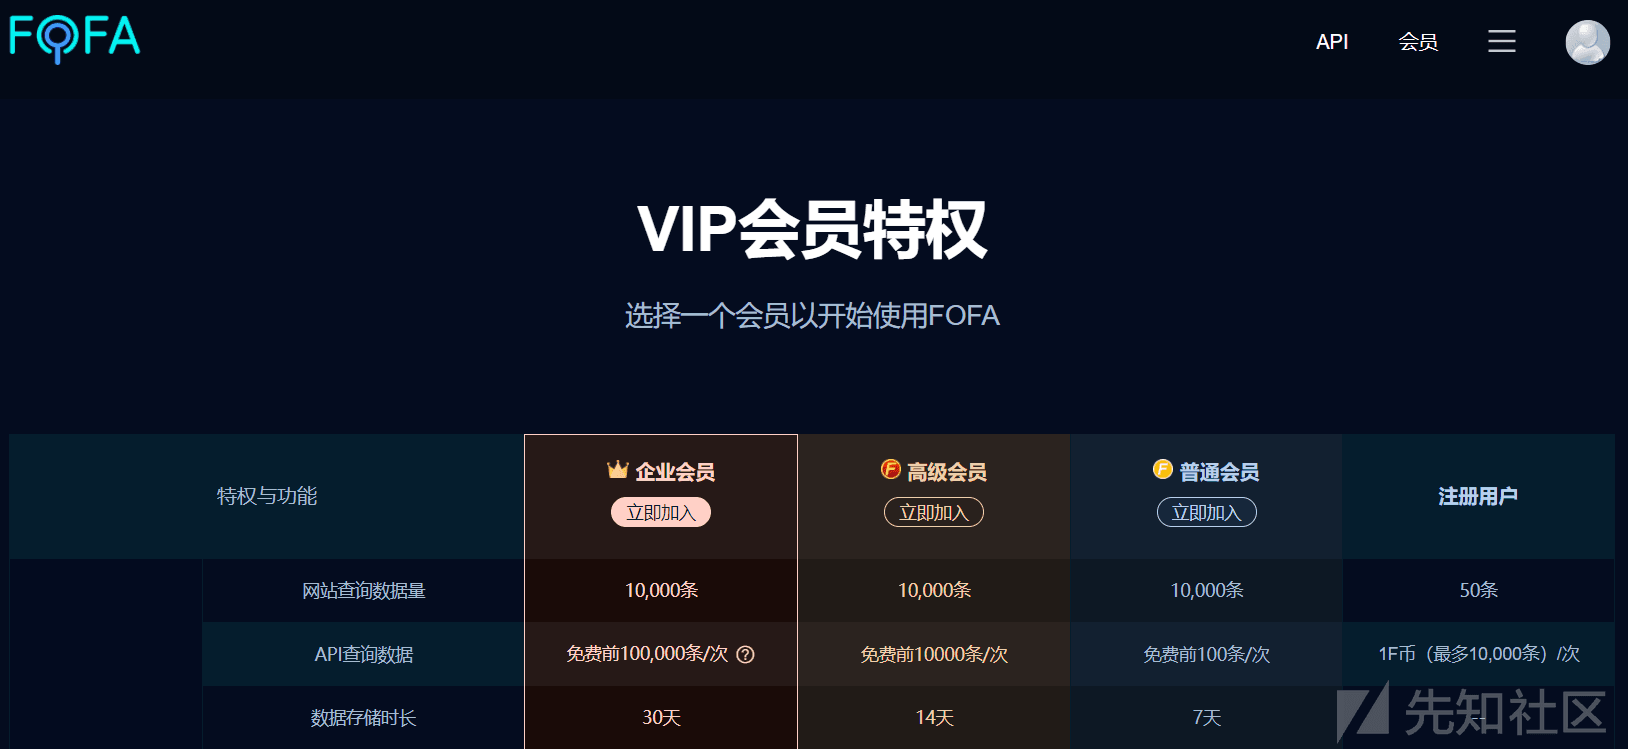 FOFA
API 会员
VIP会员特权
选择一个会员以开始使用FOFA
特权与功能 企业会员 高级会员 普通会员 注册用户
立即加入 立即加入 立即加入
网站查询数据量 10,000条 10,000条 10,000条 50条
API查询数据 免费前100,000条/次 ? 免费前10000条/次 免费前100条/次 1F币（最多10,000条）/次
数据存储时长 30天 14天 7天 --
先知社区